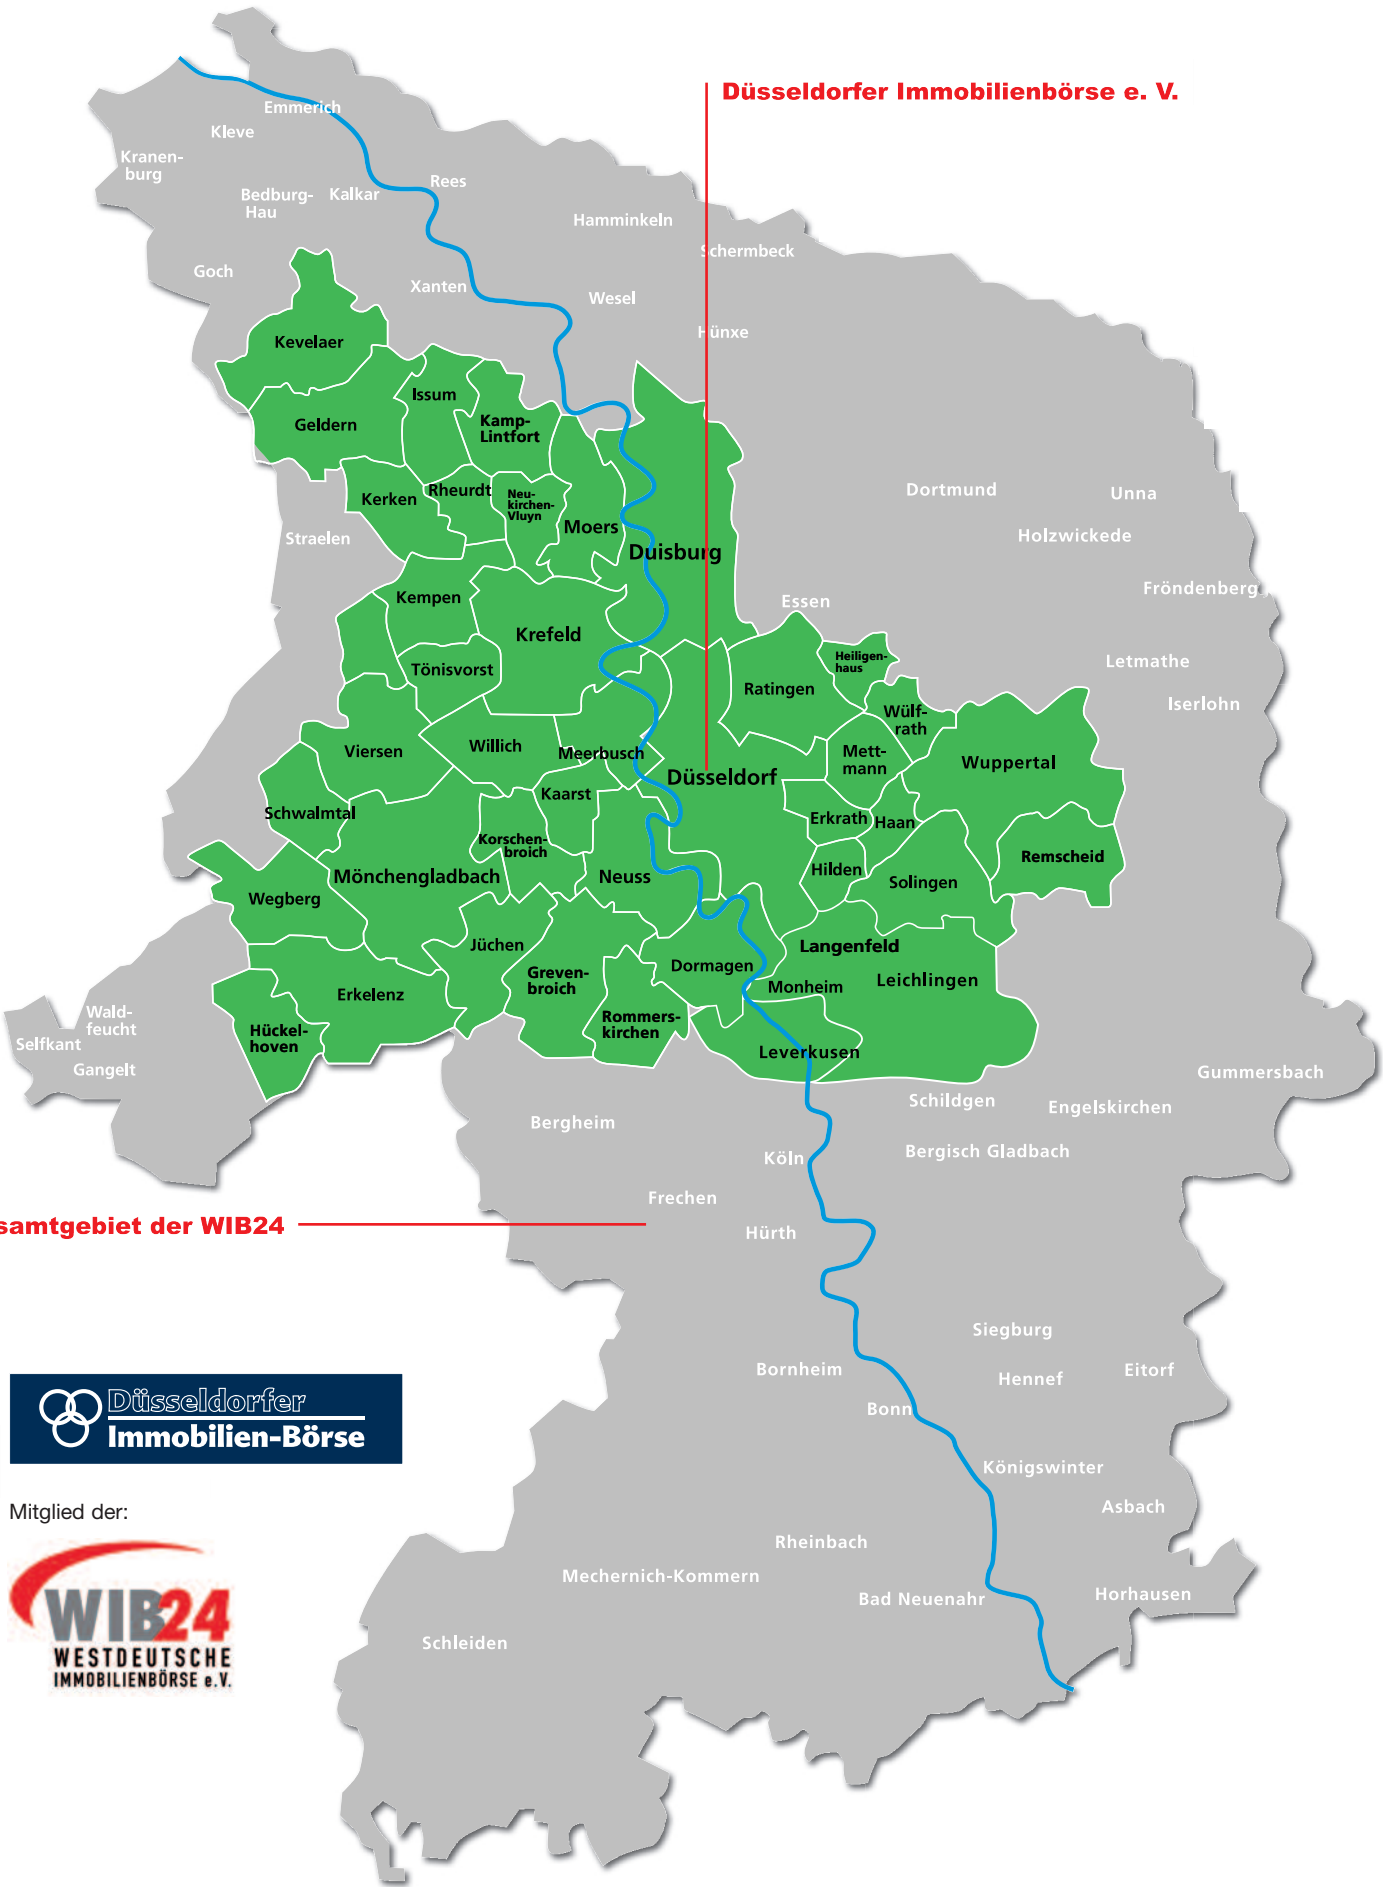 Düsseldorfer Immobilienbörse e. V.
Emmerich
Kleve
Kranen-
burg
Rees
Bedburg-
Hau
Kalkar
Hamminkeln
Schermbeck
Goch
Xanten
Wesel
Hünxe
Kevelaer
Issum
Geldern
Kamp-
Lintfort
Kerken
Rheurdt
Neu-
kirchen-
Vluyn
Moers
Dortmund
Unna
Straelen
Holzwickede
Duisburg
Fröndenberg
Kempen
Essen
Krefeld
Tönisvorst
Heiligen-
haus
Letmathe
Ratingen
Iserlohn
Wülf-
rath
Viersen
Willich
Meerbusch
Mett-
mann
Wuppertal
Düsseldorf
Kaarst
Schwalmtal
Erkrath
Haan
Korschen-
broich
Remscheid
Mönchengladbach
Neuss
Hilden
Solingen
Wegberg
Jüchen
Langenfeld
Grevenbroich
Dormagen
Leichlingen
Monheim
Erkelenz
Wald-
feucht
Rommers-
kirchen
Hückel-
hoven
Selfkant
Leverkusen
Gangelt
Gummersbach
Schildgen
Engelskirchen
Bergheim
Köln
Bergisch Gladbach
Frechen
samtgebiet der WIB24
Hürth
Siegburg
Bornheim
Hennef
Eitorf
Düsseldorfer
Immobilien-Börse
Bonn
Königswinter
Asbach
Mitglied der:
Rheinbach
Mechernich-Kommern
Bad Neuenahr
Horhausen
WIB24
WESTDEUTSCHE
IMMOBILIENBÖRSE e.V.
Schleiden